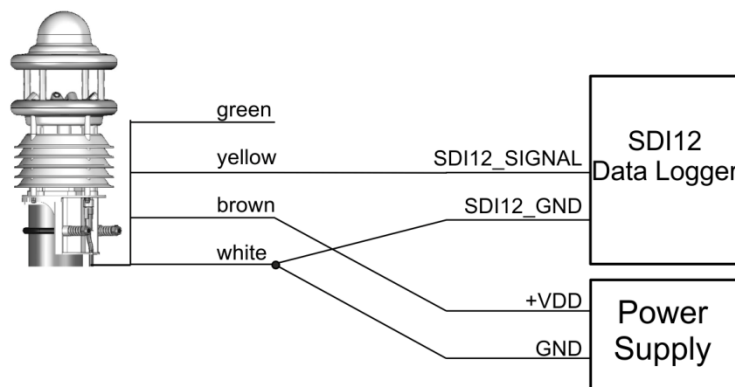 green
yellow
brown
white
SDI12_SIGNAL
SDI12_GND
+VDD
GND
SDI12
Data Logger
Power
Supply